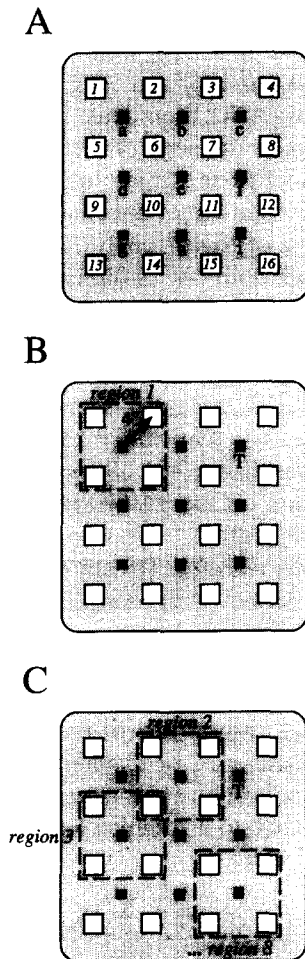 A
1 2 3 4
a b c
5 6 7 8
d e f
9 10 11 12
13 14 15 16
B
region 1
T
C
region 2
T
region 3
... region 8